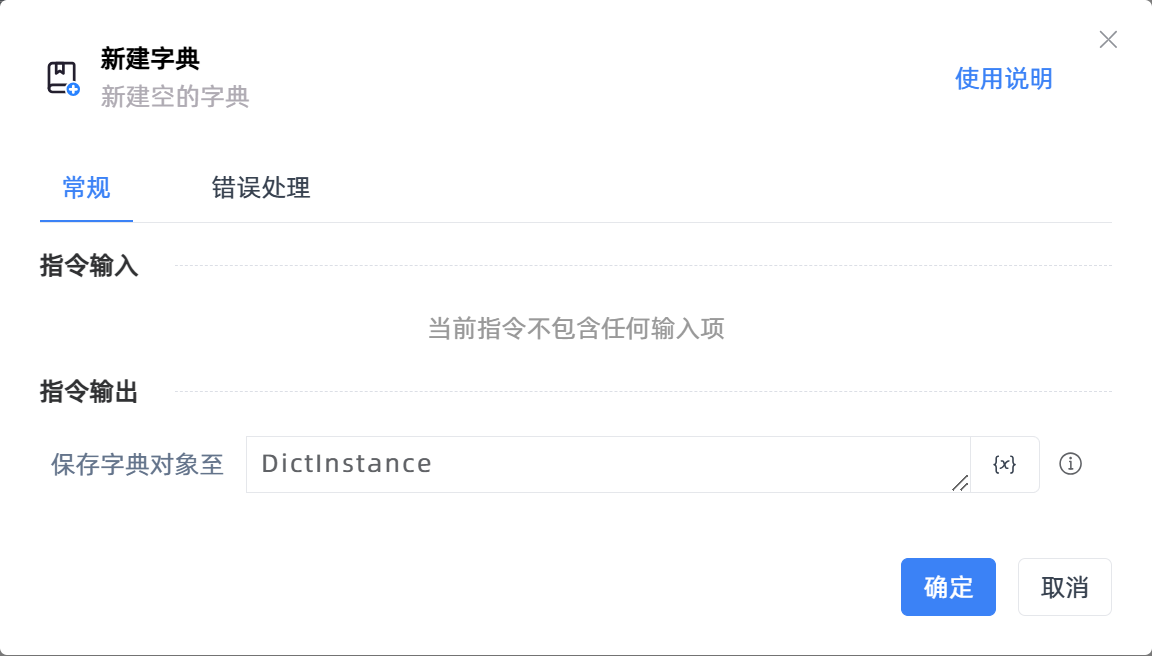 新建字典
新建空的字典
使用说明
常规
错误处理
指令输入
当前指令不包含任何输入项
指令输出
保存字典对象至
DictInstance
{x}
确定
取消